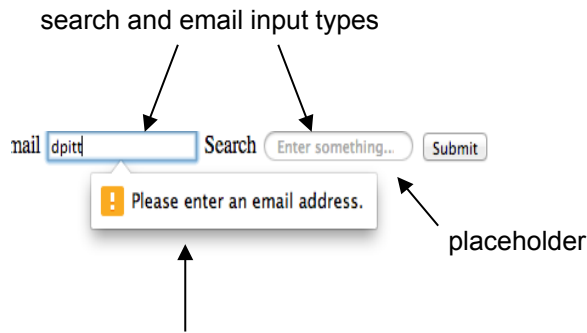 search and email input types
mail dpitt Search Enter something... Submit
Please enter an email address.
placeholder